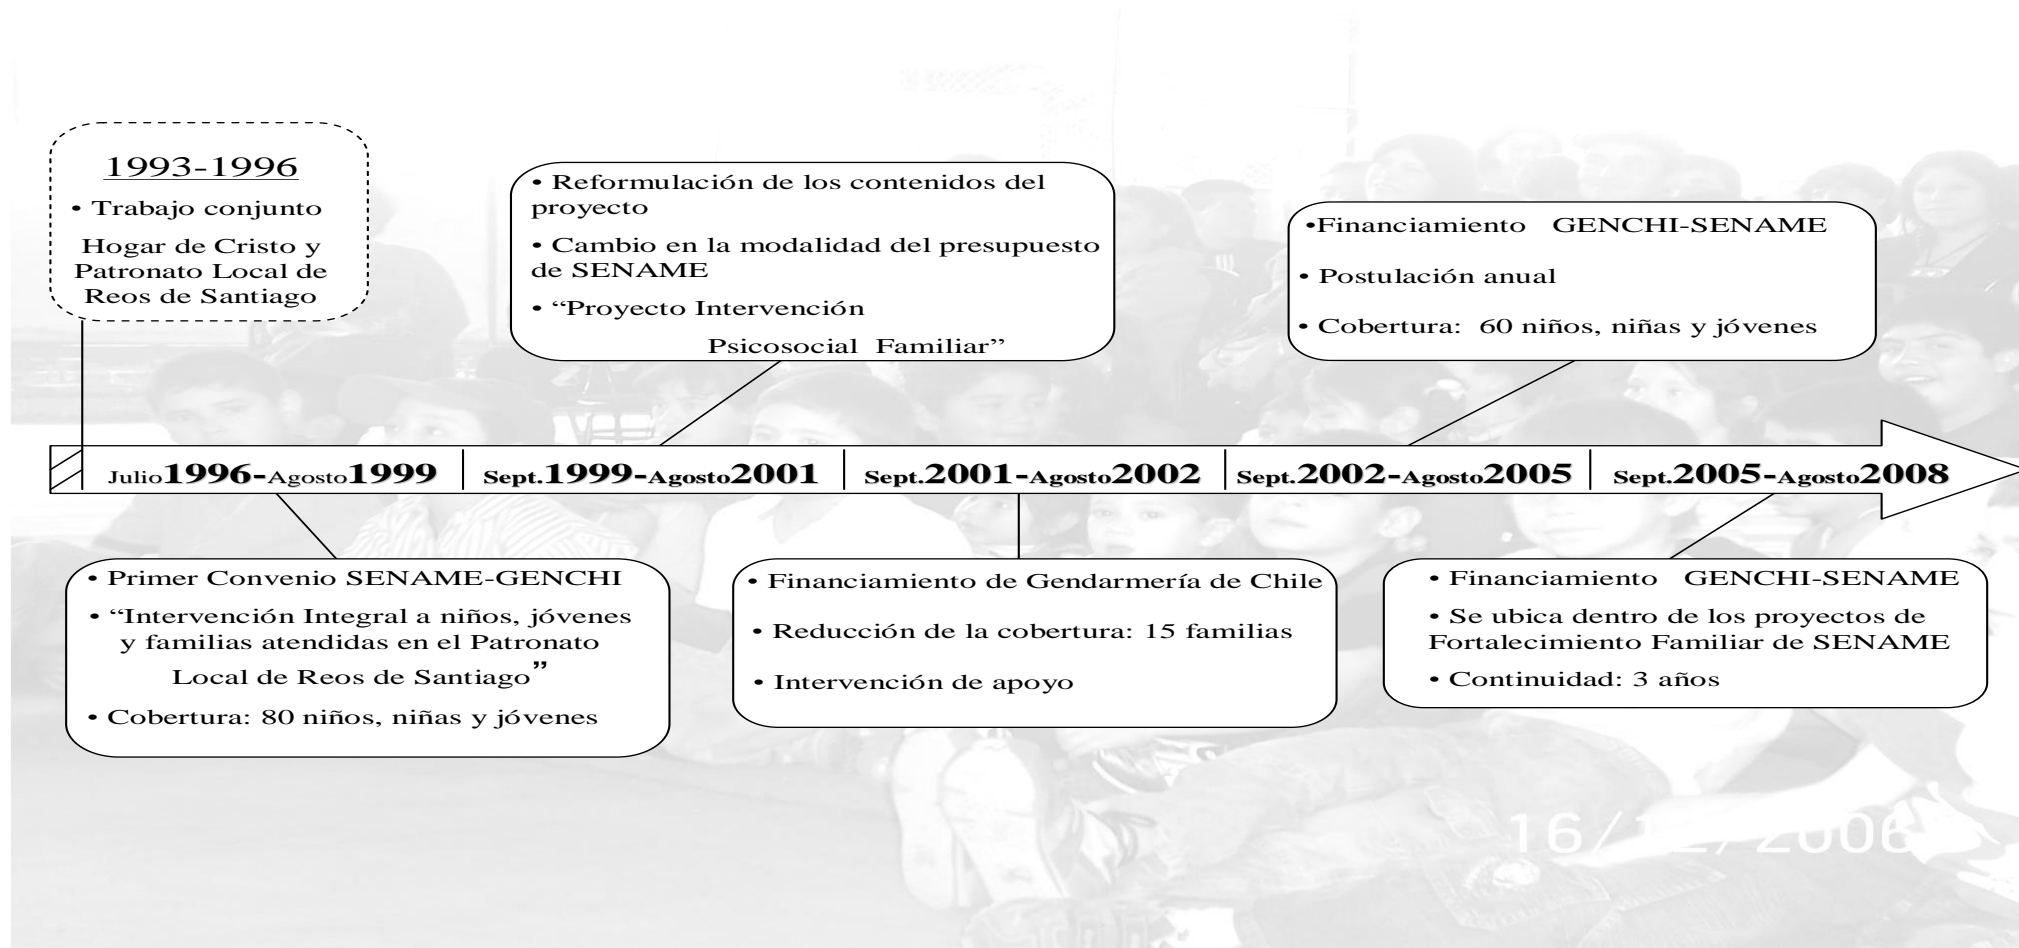 1993-1996
• Trabajo conjunto
Hogar de Cristo y
Patronato Local de
Reos de Santiago
• Reformulación de los contenidos del
proyecto
• Cambio en la modalidad del presupuesto
de SENAME
• “Proyecto Intervención
Psicosocial Familiar”
•Financiamiento GENCHI-SENAME
• Postulación anual
• Cobertura: 60 niños, niñas y jóvenes
Julio1996-Agosto1999
Sept.1999-Agosto2001
Sept.2001-Agosto2002
Sept.2002-Agosto2005
Sept.2005-Agosto2008
• Primer Convenio SENAME-GENCHI
• “Intervención Integral a niños, jóvenes
y familias atendidas en el Patronato
Local de Reos de Santiago”
• Cobertura: 80 niños, niñas y jóvenes
• Financiamiento de Gendarmería de Chile
• Reducción de la cobertura: 15 familias
• Intervención de apoyo
• Financiamiento GENCHI-SENAME
• Se ubica dentro de los proyectos de
Fortalecimiento Familiar de SENAME
• Continuidad: 3 años